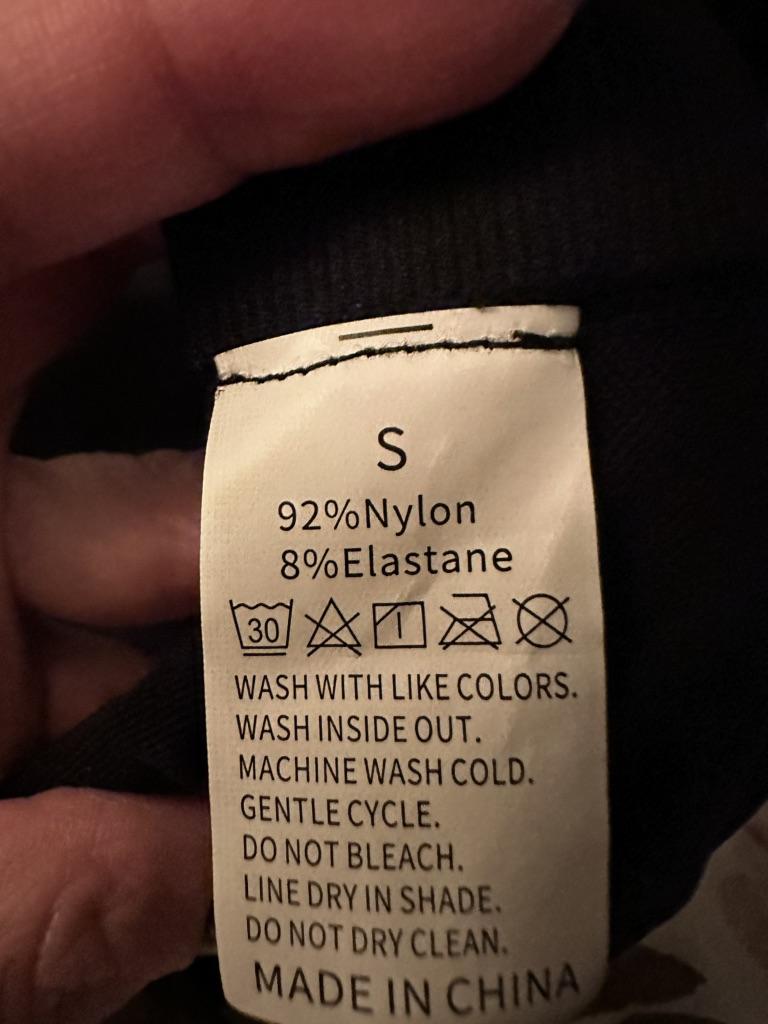 S
92%Nylon
8%Elastane
30
WASH WITH LIKE COLORS.
WASH INSIDE OUT.
MACHINE WASH COLD.
GENTLE CYCLE.
DO NOT BLEACH.
LINE DRY IN SHADE.
DO NOT DRY CLEAN.
MADE IN CHINA